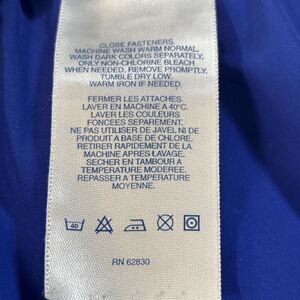 CLOSE FASTENERS.
MACHINE WASH WARM NORMAL.
WASH DARK COLORS SEPARATELY.
ONLY NON-CHLORINE BLEACH
WHEN NEEDED. REMOVE PROMPTLY.
TUMBLE DRY LOW.
WARM IRON IF NEEDED.
FERMER LES ATTACHES.
LAVER EN MACHINE A 40°C.
LAVER LES COULEURS
FONCEES SEPAREMENT.
NE PAS UTILISER DE JAVEL NI DE
PRODUIT A BASE DE CHLORE.
RETIRER RAPIDEMENT DE LA
MACHINE APRES LAVAGE.
SECHER EN TAMBOUR A
TEMPERATURE MODEREE.
REPASSER A TEMPERATURE
MOYENNE.
40
RN 62830